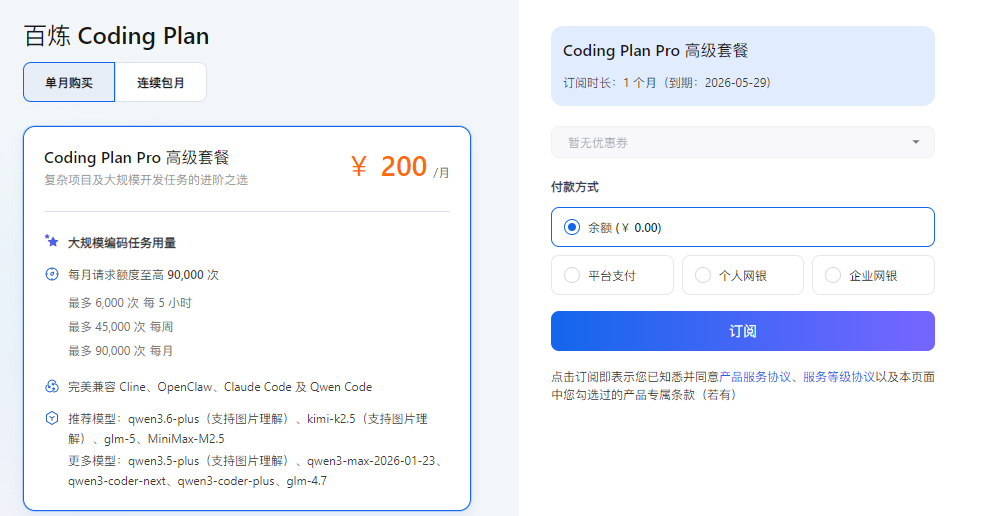 百炼 Coding Plan
单月购买
连续包月
Coding Plan Pro 高级套餐
¥ 200 /月
复杂项目及大规模开发任务的进阶之选
大规模编码任务用量
每月请求额度至高 90,000 次
最多 6,000 次 每 5 小时
最多 45,000 次 每周
最多 90,000 次 每月
完美兼容 Cline、OpenClaw、Claude Code 及 Qwen Code
推荐模型：qwen3.6-plus（支持图片理解）、kimi-k2.5（支持图片理
解）、glm-5、MiniMax-M2.5
更多模型：qwen3.5-plus（支持图片理解）、qwen3-max-2026-01-23、
qwen3-coder-next、qwen3-coder-plus、glm-4.7
Coding Plan Pro 高级套餐
订阅时长：1 个月（到期：2026-05-29）
暂无优惠券
付款方式
余额 (¥ 0.00)
平台支付
个人网银
企业网银
订阅
点击订阅即表示您已知悉并同意产品服务协议、服务等级协议以及本页面
中您勾选过的产品专属条款（若有）